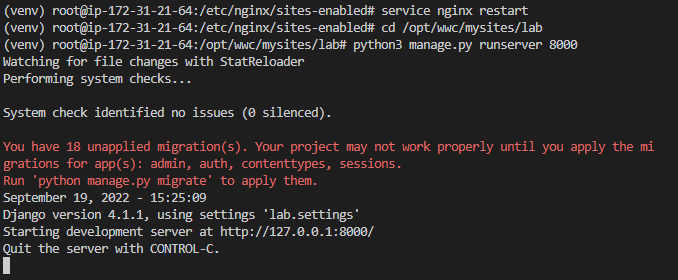 (venv) root@ip-172-31-21-64:/etc/nginx/sites-enabled# service nginx restart
(venv) root@ip-172-31-21-64:/etc/nginx/sites-enabled# cd /opt/wwc/mysites/lab
(venv) root@ip-172-31-21-64:/opt/wwc/mysites/lab# python3 manage.py runserver 8000
Watching for file changes with StatReloader
Performing system checks...
System check identified no issues (0 silenced).
You have 18 unapplied migration(s). Your project may not work properly until you apply the mi
grations for app(s): admin, auth, contenttypes, sessions.
Run 'python manage.py migrate' to apply them.
September 19, 2022 - 15:25:09
Django version 4.1.1, using settings 'lab.settings'
Starting development server at http://127.0.0.1:8000/
Quit the server with CONTROL-C.